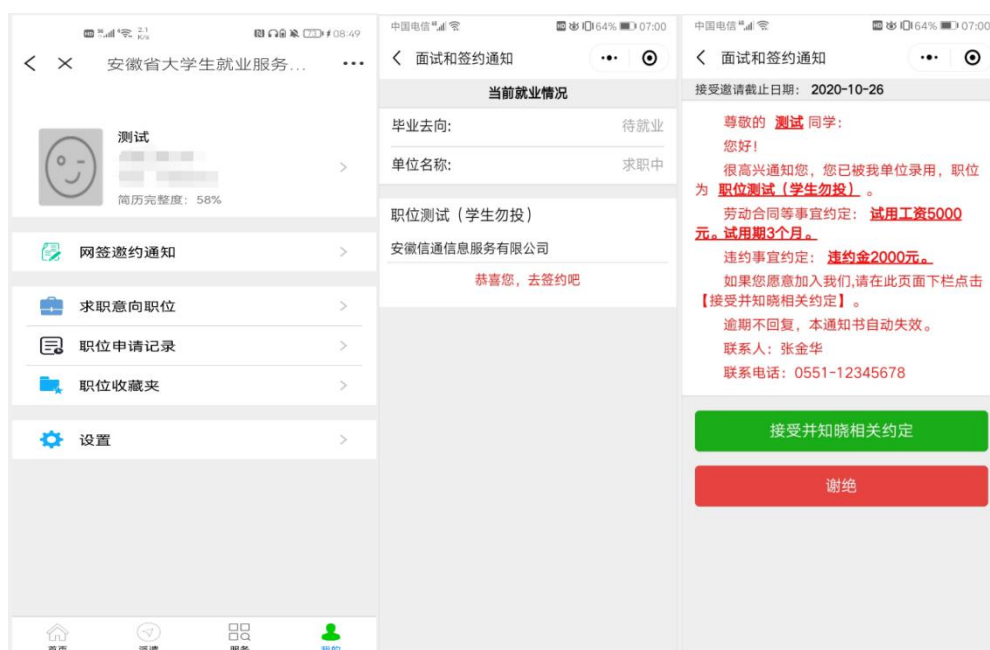 HD 2.1 K/s 73 08:49
安徽省大学生就业服务...
测试
简历完整度：58%
网签邀约通知
求职意向职位
职位申请记录
职位收藏夹
设置
首页
服务
我的
中国电信 64% 07:00
面试和签约通知
当前就业情况
毕业去向: 待就业
单位名称: 求职中
职位测试（学生勿投）
安徽信通信息服务有限公司
恭喜您，去签约吧
中国电信 64% 07:00
面试和签约通知
接受邀请截止日期： 2020-10-26
尊敬的 测试 同学：
您好！
很高兴通知您，您已被我单位录用，职位
为 职位测试（学生勿投） 。
劳动合同等事宜约定： 试用工资5000
元。试用期3个月。
违约事宜约定： 违约金2000元。
如果您愿意加入我们,请在此页面下栏点击
【接受并知晓相关约定】。
逾期不回复，本通知书自动失效。
联系人：张金华
联系电话：0551-12345678
接受并知晓相关约定
谢绝